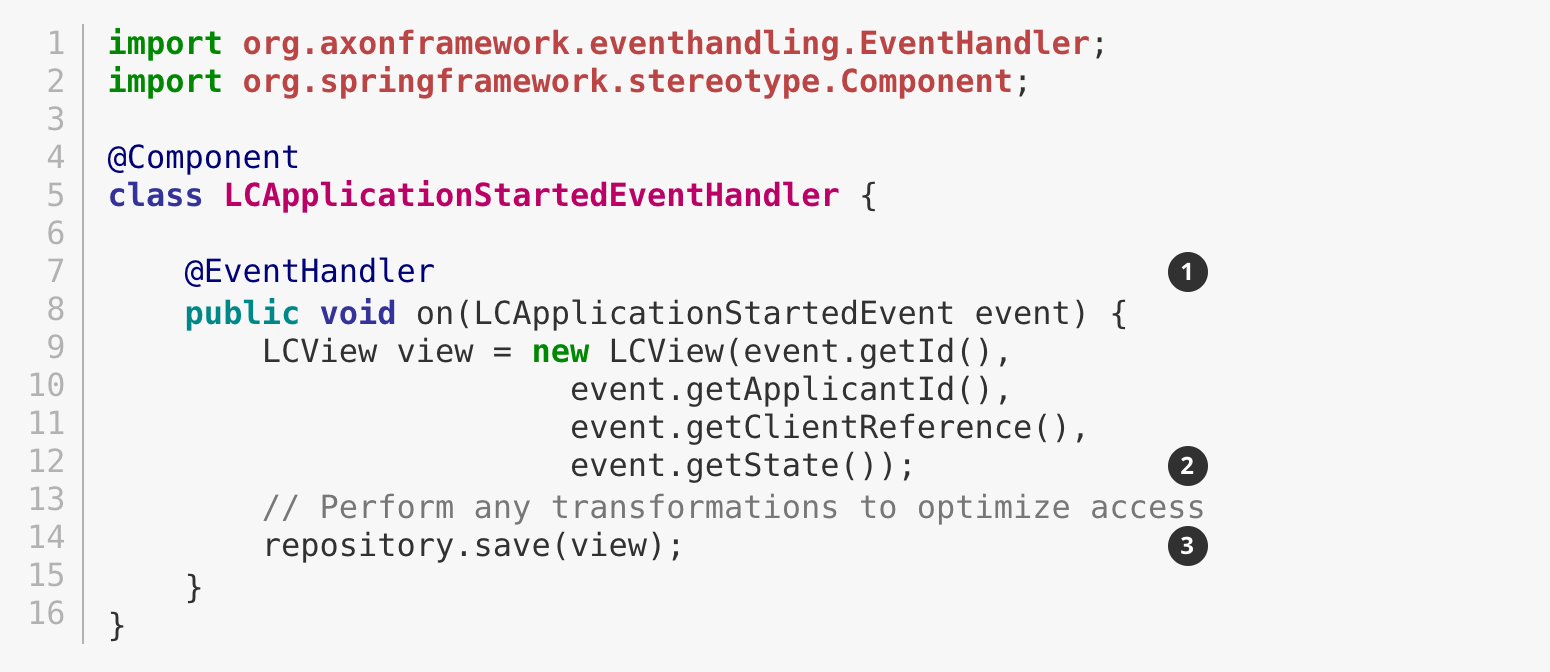 1 import org.axonframework.eventhandling.EventHandler;
2 import org.springframework.stereotype.Component;
3
4 @Component
5 class LCApplicationStartedEventHandler {
6
7     @EventHandler 1
8     public void on(LCApplicationStartedEvent event) {
9         LCView view = new LCView(event.getId(),
10                         event.getApplicantId(),
11                         event.getClientReference(),
12                         event.getState()); 2
13         // Perform any transformations to optimize access
14         repository.save(view); 3
15     }
16 }